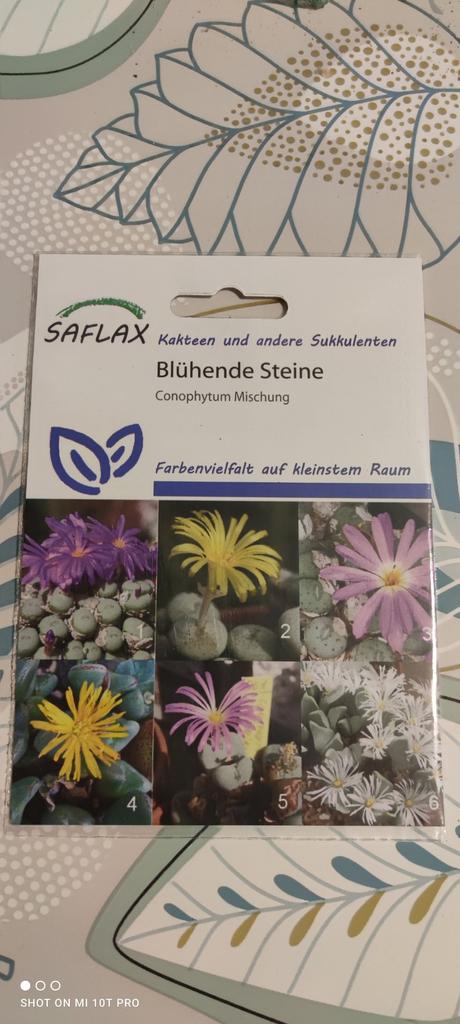 SAFLAX
Kakteen und andere Sukkulenten
Blühende Steine
Conophytum Mischung
Farbenvielfalt auf kleinstem Raum
1
2
3
4
5
6
SHOT ON MI 10T PRO